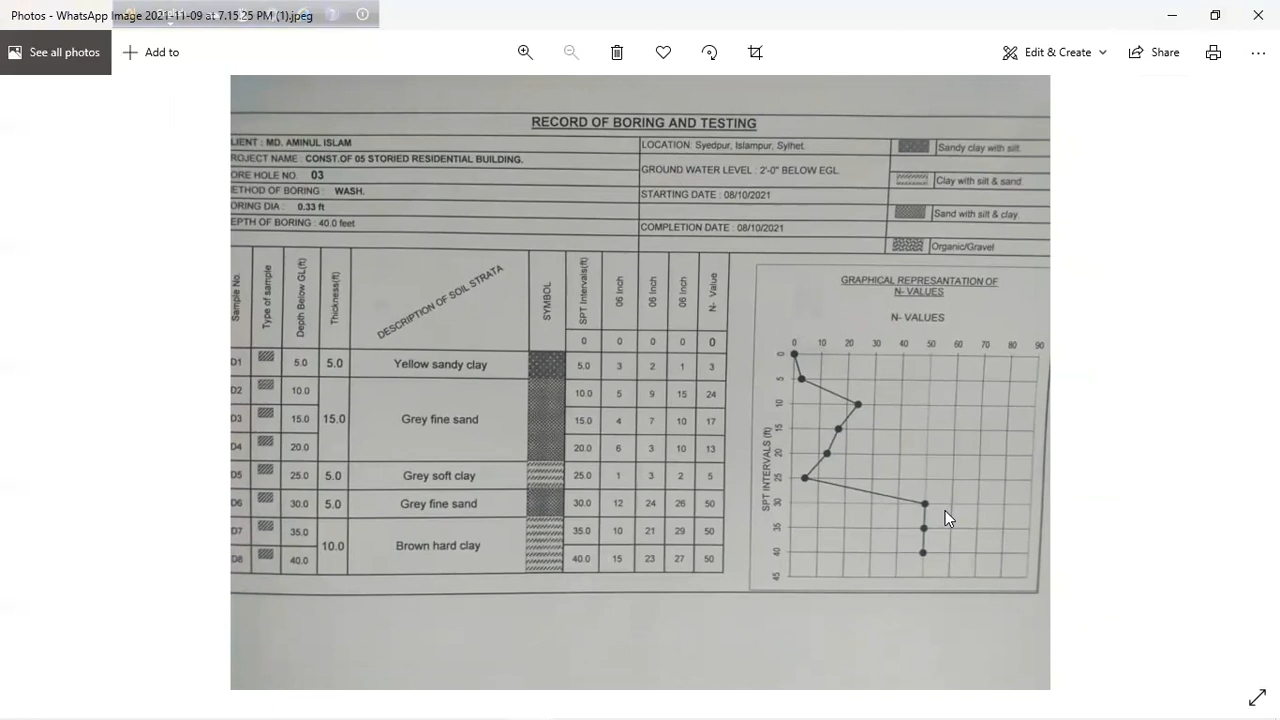 Photos - WhatsApp Image 2021-11-09 at 7.15.25 PM (1).jpeg
See all photos
Add to
Edit & Create
Share
RECORD OF BORING AND TESTING
LIENT : MD. AMINUL ISLAM
ROJECT NAME : CONST.OF 05 STORIED RESIDENTIAL BUILDING.
ORE HOLE NO. 03
ETHOD OF BORING : WASH.
ORING DIA : 0.33 ft
EPTH OF BORING : 40.0 feet
LOCATION: Syedpur, Islampur, Sylhet.
GROUND WATER LEVEL : 2'-0" BELOW EGL
STARTING DATE : 08/10/2021
COMPLETION DATE : 08/10/2021
Sandy clay with silt
Clay with silt & sand
Sand with silt & clay
Organic/Gravel
Sample No. Type of sample Depth Below GL(ft) Thickness(ft) DESCRIPTION OF SOIL STRATA SYMBOL SPT Intervals(ft) 06 Inch 06 Inch 06 Inch N- Value
0 0 0 0 0
D1 5.0 5.0 Yellow sandy clay 5.0 3 2 1 3
D2 10.0 10.0 5 9 15 24
D3 15.0 15.0 Grey fine sand 15.0 4 7 10 17
D4 20.0 20.0 6 3 10 13
D5 25.0 5.0 Grey soft clay 25.0 1 3 2 5
D6 30.0 5.0 Grey fine sand 30.0 12 24 26 50
D7 35.0 35.0 10 21 29 50
10.0 Brown hard clay
D8 40.0 40.0 15 23 27 50
GRAPHICAL REPRESANTATION OF
N- VALUES
N- VALUES
0 10 20 30 40 50 60 70 80 90
SPT INTERVALS (ft)
0
5
10
15
20
25
30
35
40
45